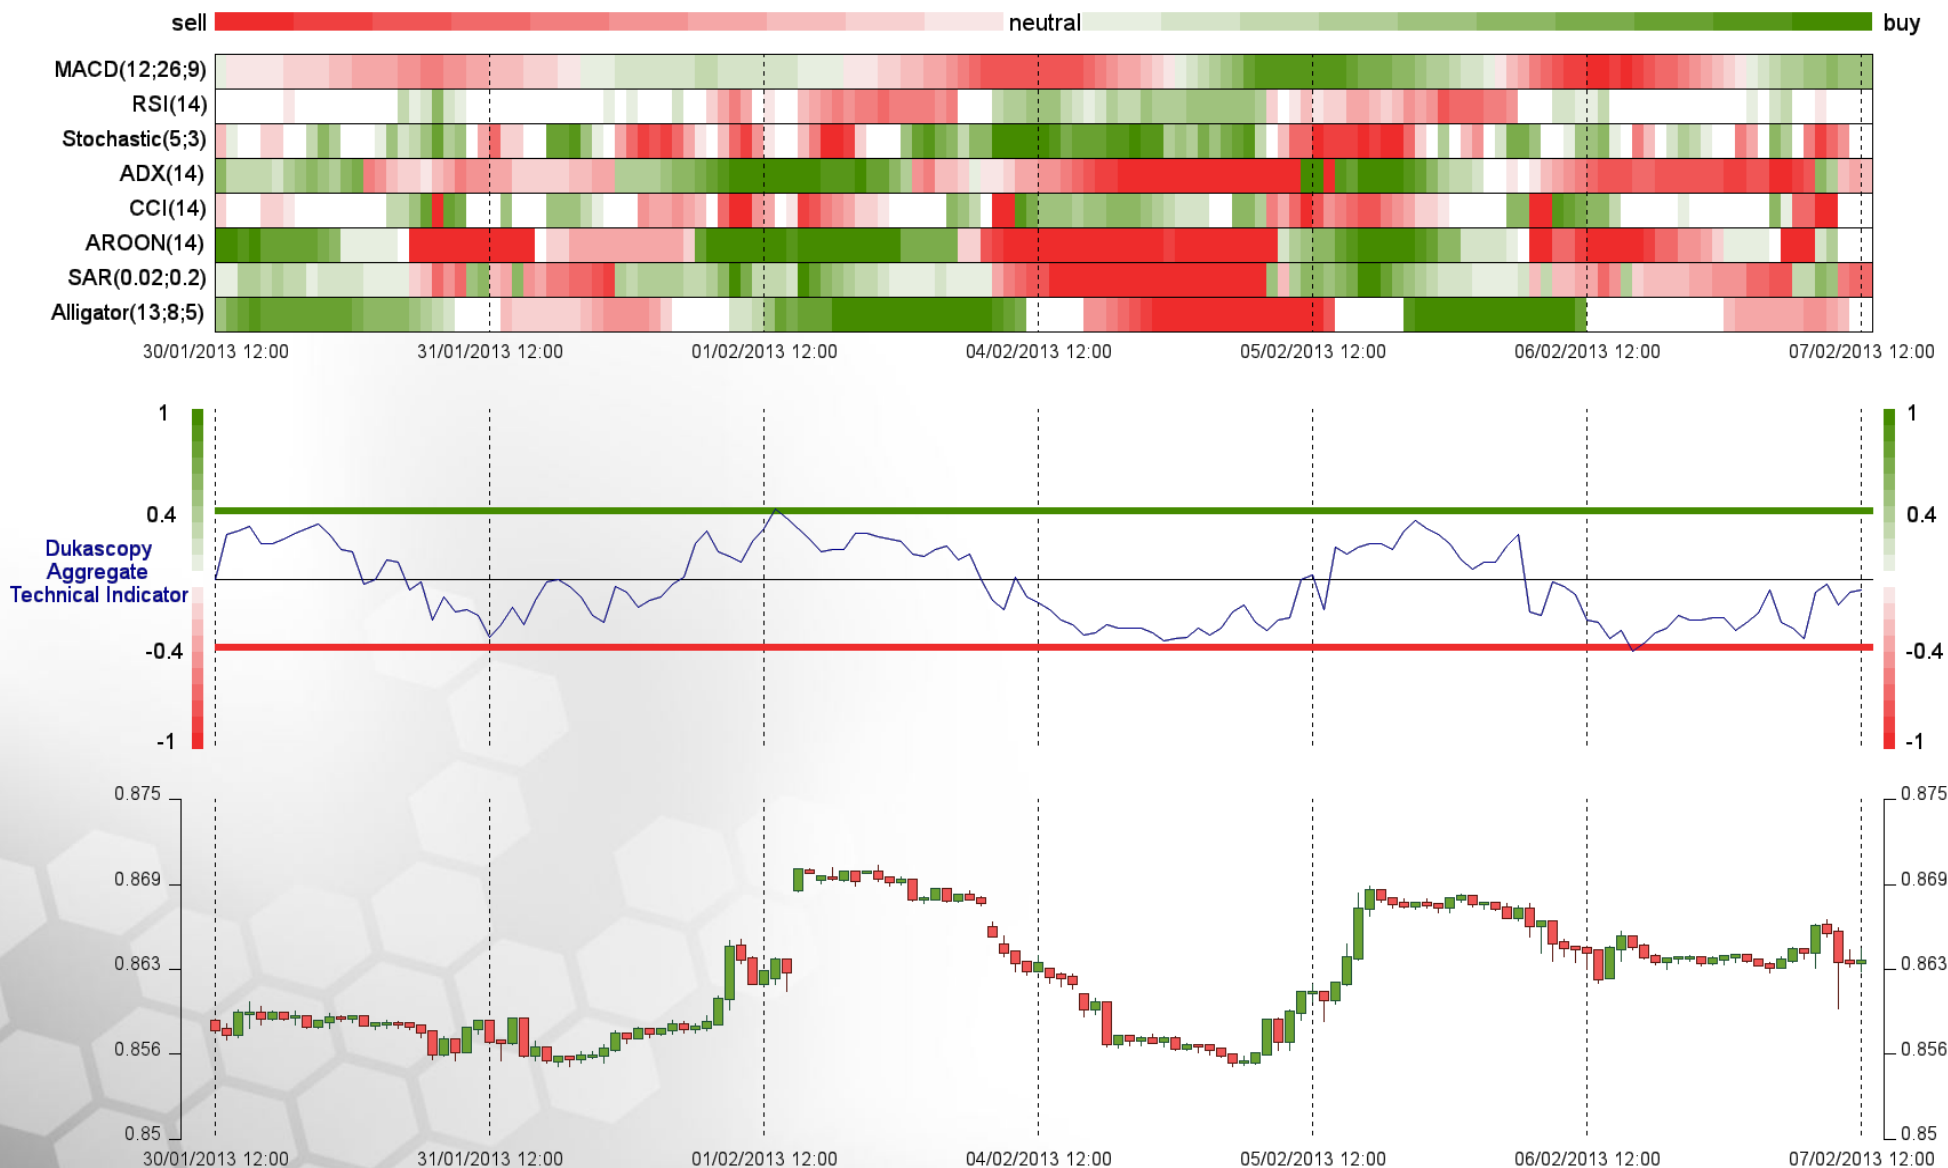 sell neutral buy
MACD(12;26;9)
RSI(14)
Stochastic(5;3)
ADX(14)
CCI(14)
AROON(14)
SAR(0.02;0.2)
Alligator(13;8;5)
30/01/2013 12:00 31/01/2013 12:00 01/02/2013 12:00 04/02/2013 12:00 05/02/2013 12:00 06/02/2013 12:00 07/02/2013 12:00
1 1
0.4 0.4
Dukascopy
Aggregate
Technical Indicator
-0.4 -0.4
-1 -1
0.875 0.875
0.869 0.869
0.863 0.863
0.856 0.856
0.85 0.85
30/01/2013 12:00 31/01/2013 12:00 01/02/2013 12:00 04/02/2013 12:00 05/02/2013 12:00 06/02/2013 12:00 07/02/2013 12:00